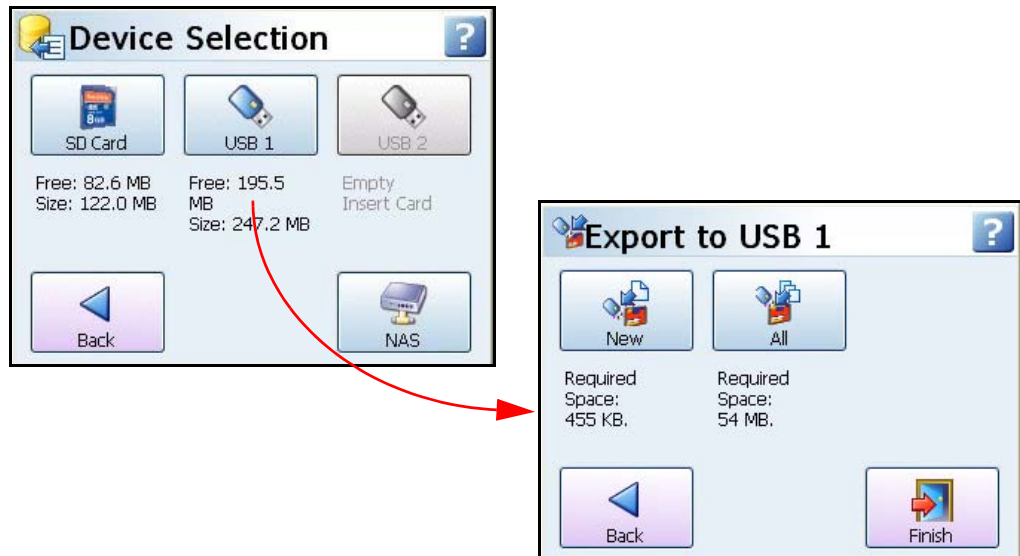 Device Selection
?
SD Card
USB 1
USB 2
Free: 82.6 MB
Size: 122.0 MB
Free: 195.5
MB
Size: 247.2 MB
Empty
Insert Card
Back
NAS
Export to USB 1
?
New
All
Required
Space:
455 KB.
Required
Space:
54 MB.
Back
Finish